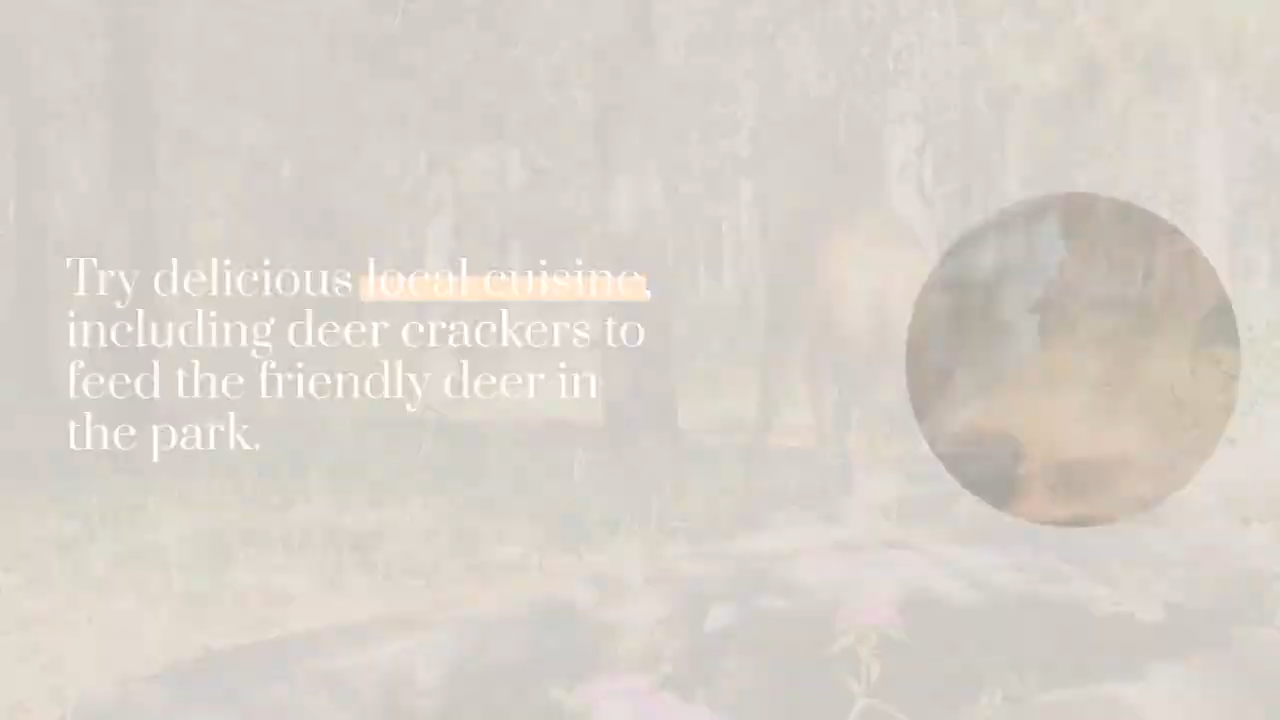 Try delicious local cuisine,
including deer crackers to
feed the friendly deer in
the park.